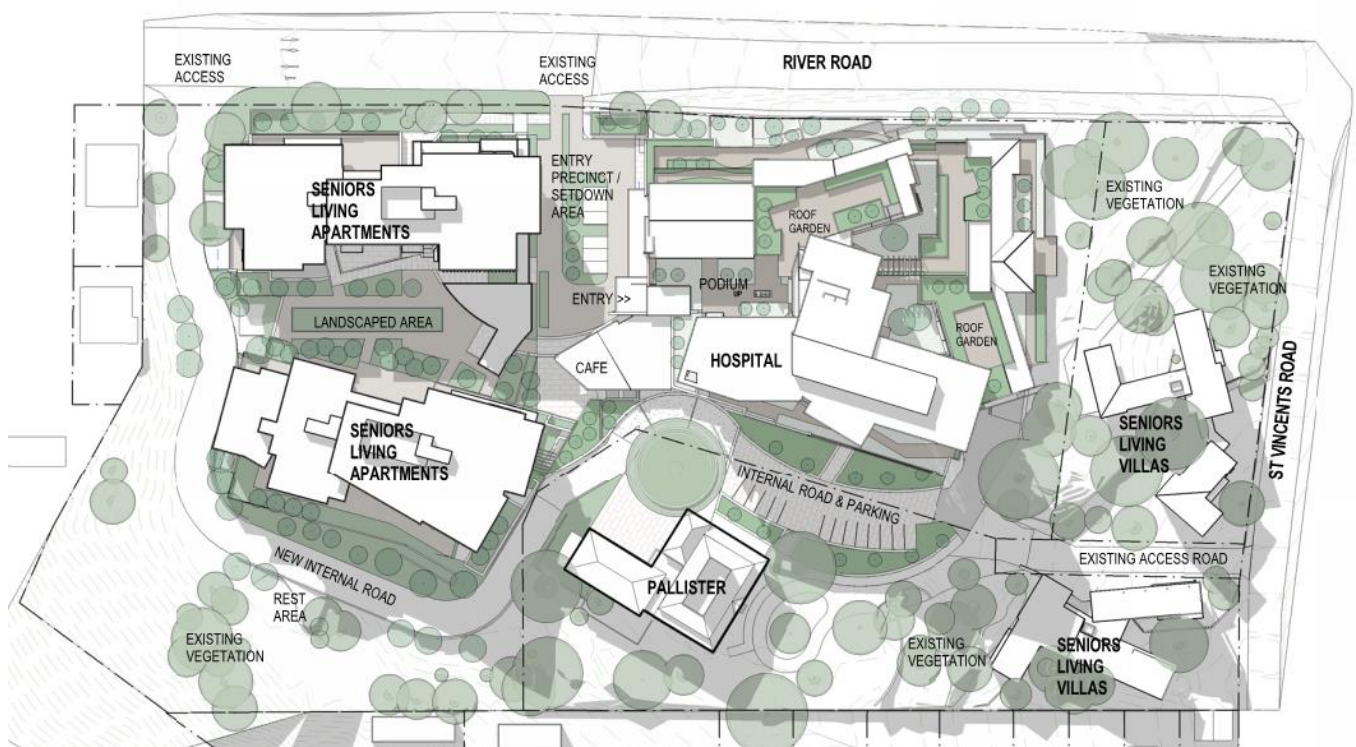 EXISTING
ACCESS
EXISTING
ACCESS
RIVER ROAD
SENIORS
LIVING
APARTMENTS
ENTRY
PRECINCT /
SETDOWN
AREA
ROOF
GARDEN
EXISTING
VEGETATION
EXISTING
VEGETATION
PODIUM
UP
ENTRY >>
LANDSCAPED AREA
CAFE
HOSPITAL
ROOF
GARDEN
ST VINCENTS ROAD
SENIORS
LIVING
APARTMENTS
SENIORS
LIVING
VILLAS
INTERNAL ROAD & PARKING
NEW INTERNAL ROAD
REST
AREA
PALLISTER
EXISTING ACCESS ROAD
EXISTING
VEGETATION
EXISTING
VEGETATION
SENIORS
LIVING
VILLAS